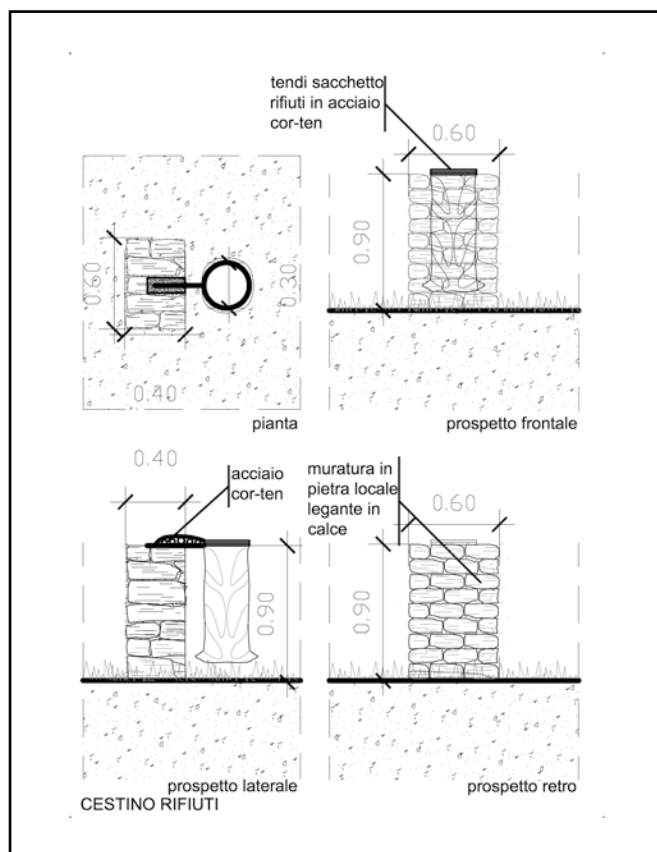 tendi sacchetto
rifiuti in acciaio
cor-ten
0.60
0.90
0.60
0.30
0.40
pianta
prospetto frontale
0.40
acciaio
cor-ten
muratura in
pietra locale
legante in
calce
0.60
0.90
0.90
prospetto laterale
prospetto retro
CESTINO RIFIUTI